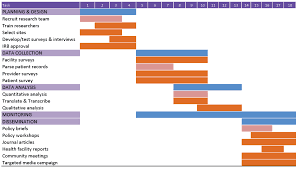 Task 1 2 3 4 5 6 7 8 9 10 11 12 13 14 15 16 17 18
PLANNING & DESIGN
Recruit research team
Train researchers
Select sites
Develop/test surveys & interviews
IRB approval
DATA COLLECTION
Facility surveys
Parse patient records
Provider surveys
Patient survey
DATA ANALYSIS
Quantitative analysis
Translate & Transcribe
Qualitative analysis
MONITORING
DISSEMINATION
Policy briefs
Policy workshops
Journal articles
Health facility reports
Community meetings
Targeted media campaign